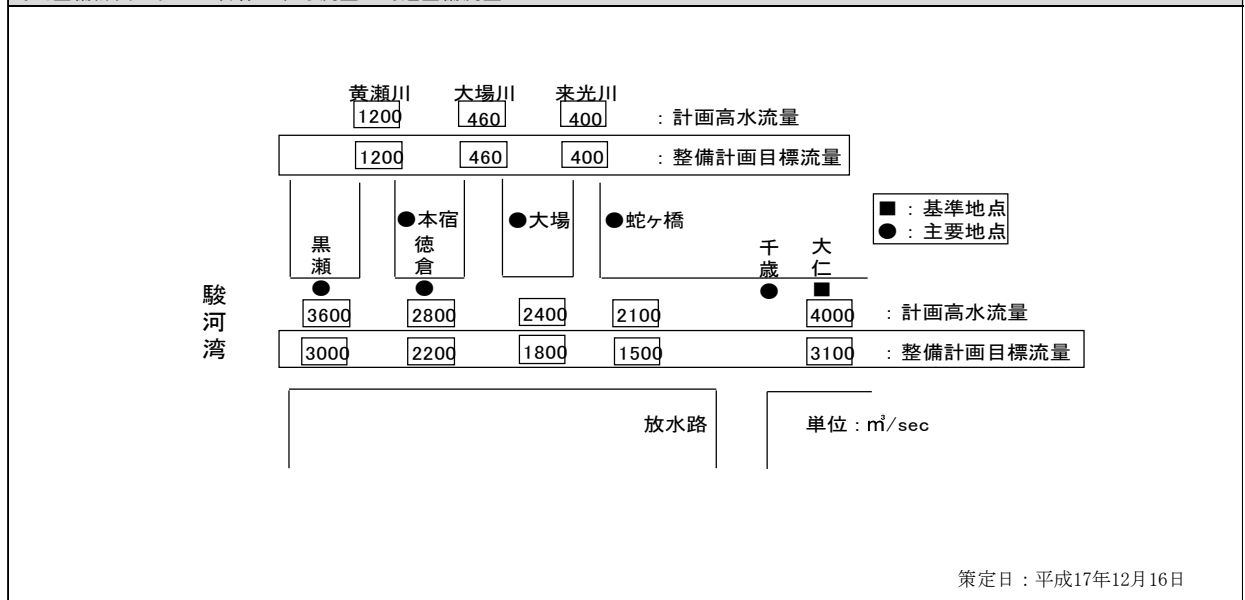 黄瀬川 大場川 来光川
1200 460 400 : 計画高水流量
1200 460 400 : 整備計画目標流量
●本宿 ●大場 ●蛇ヶ橋
■ : 基準地点
● : 主要地点
黒瀬 徳倉 千歳 大仁
駿河湾
3600 2800 2400 2100 4000 : 計画高水流量
3000 2200 1800 1500 3100 : 整備計画目標流量
放水路 単位 : ㎥/sec
策定日 : 平成17年12月16日